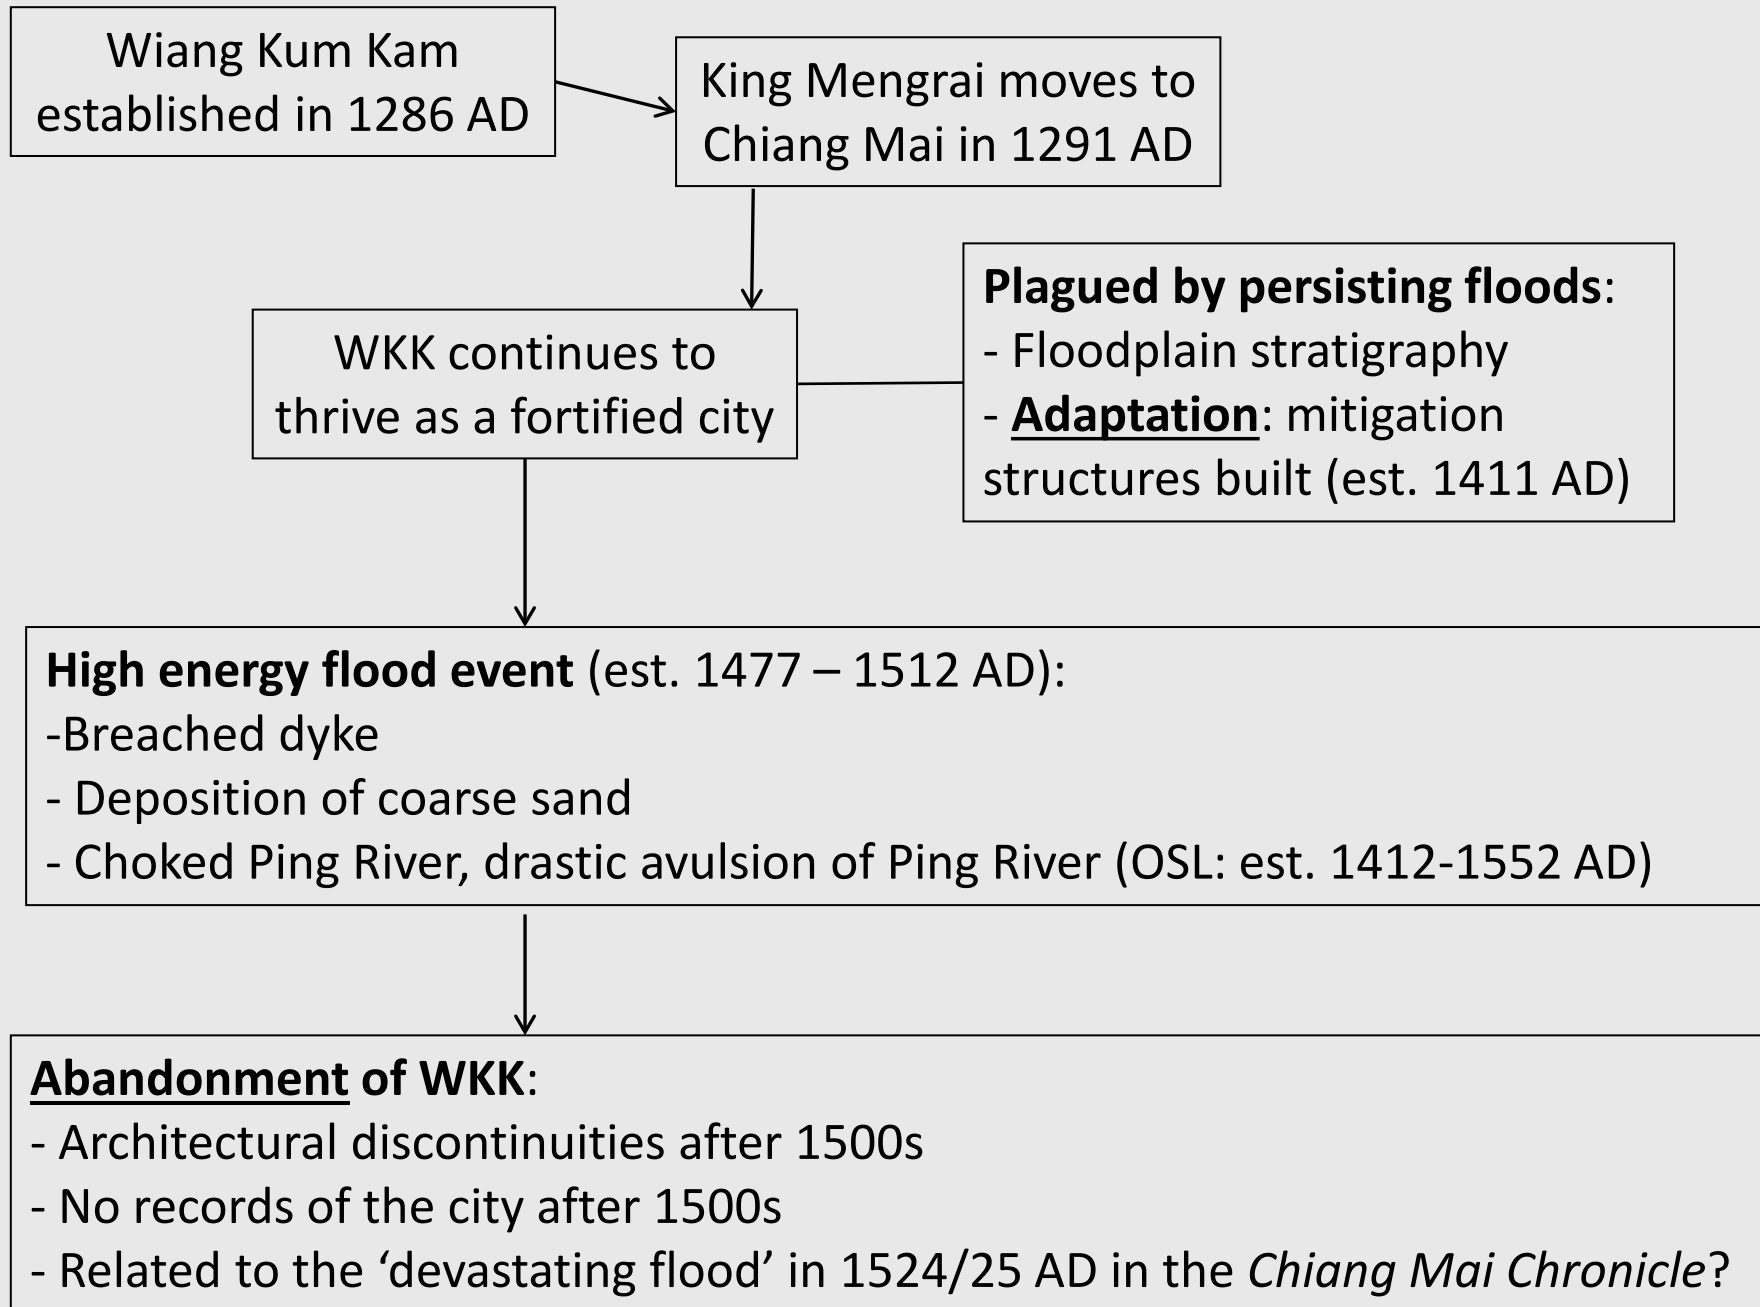 Wiang Kum Kam
established in 1286 AD
King Mengrai moves to
Chiang Mai in 1291 AD
WKK continues to
thrive as a fortified city
Plagued by persisting floods:
- Floodplain stratigraphy
- Adaptation: mitigation
structures built (est. 1411 AD)
High energy flood event (est. 1477 – 1512 AD):
-Breached dyke
- Deposition of coarse sand
- Choked Ping River, drastic avulsion of Ping River (OSL: est. 1412-1552 AD)
Abandonment of WKK:
- Architectural discontinuities after 1500s
- No records of the city after 1500s
- Related to the ‘devastating flood’ in 1524/25 AD in the Chiang Mai Chronicle?